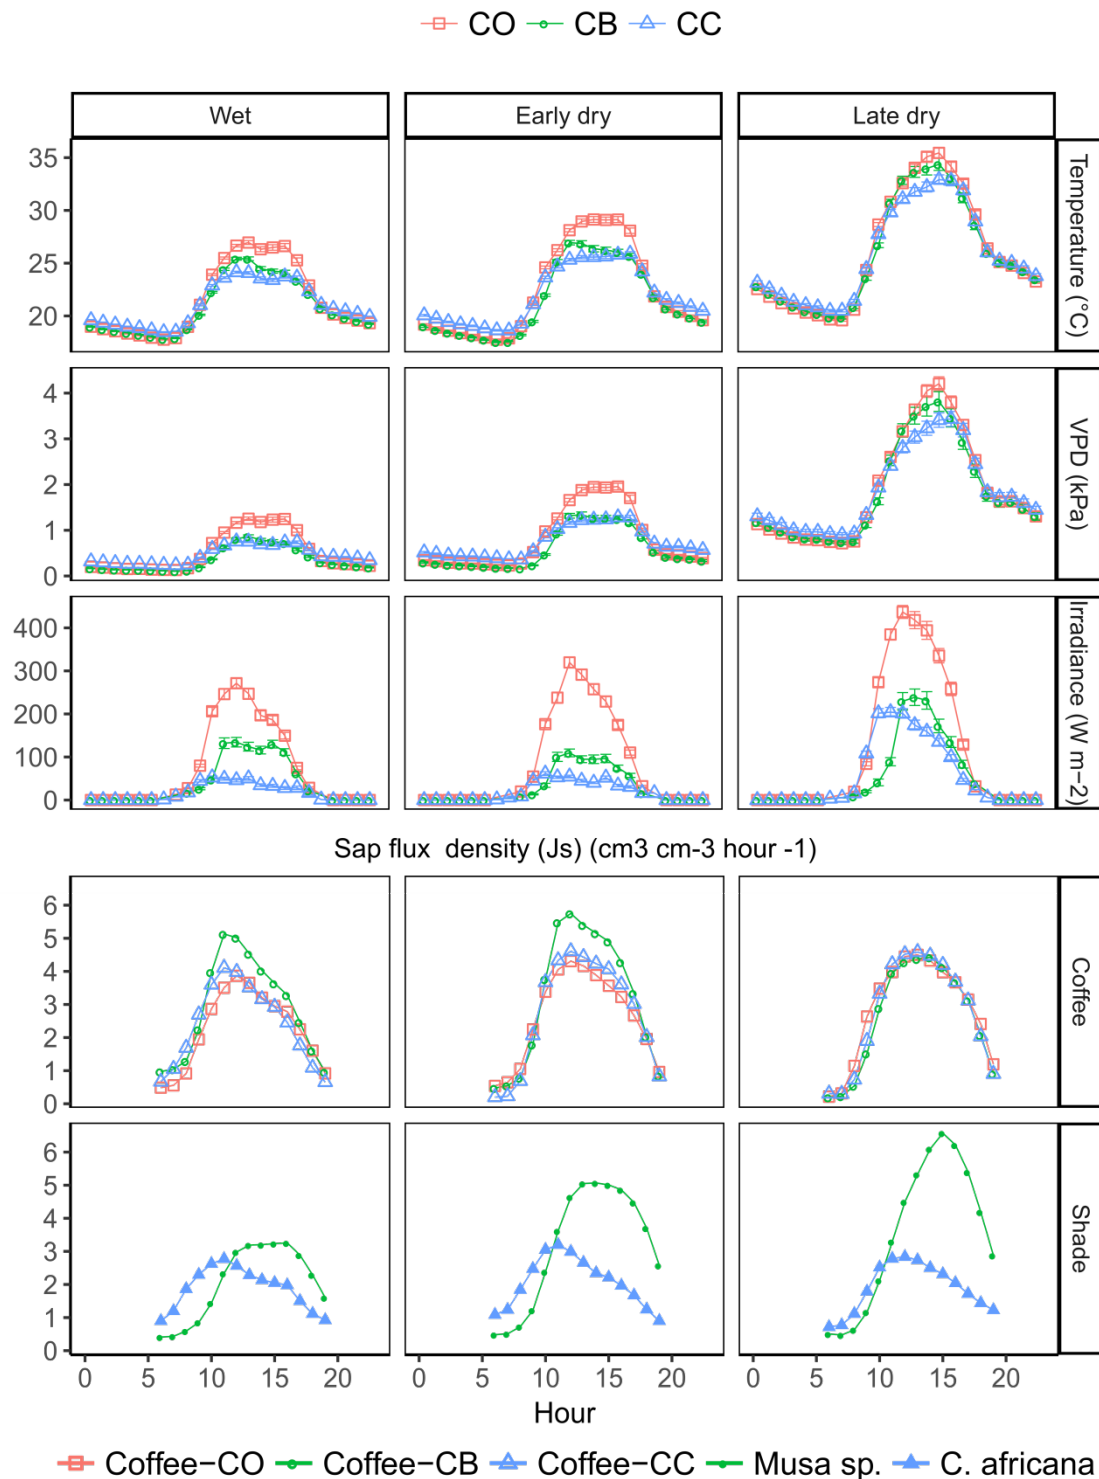 CO CB CC
Wet Early dry Late dry
35
30
25
20
Temperature (°C)
4
3
2
1
0
VPD (kPa)
400
300
200
100
0
Irradiance (W m−2)
Sap flux density (Js) (cm3 cm-3 hour -1)
6
5
4
3
2
1
0
Coffee
6
5
4
3
2
1
0
Shade
0 5 10 15 20 0 5 10 15 20 0 5 10 15 20
Hour
Coffee−CO Coffee−CB Coffee−CC Musa sp. C. africana